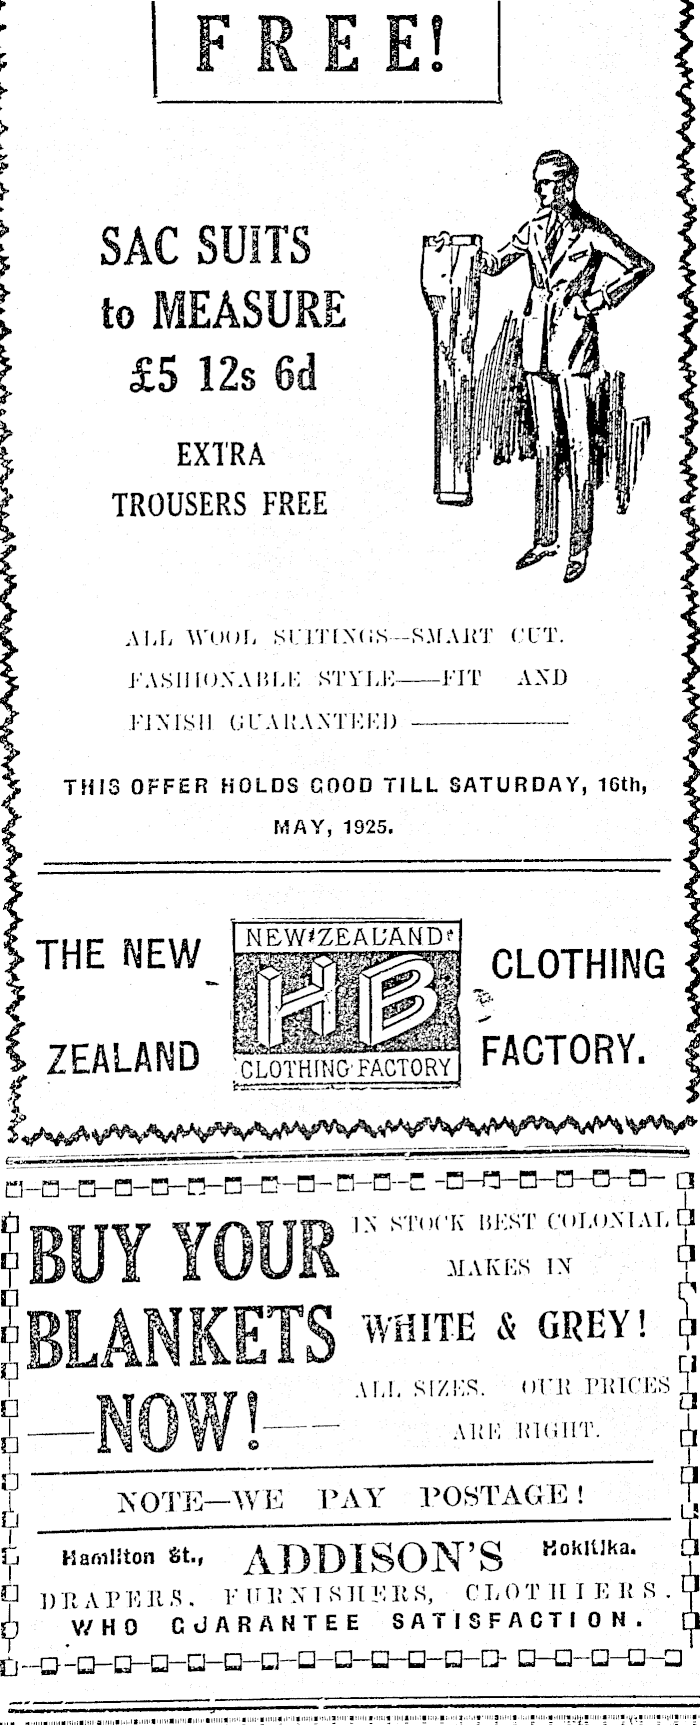 FREE!
SAC SUITS
to MEASURE
£5 12s 6d
EXTRA
TROUSERS FREE
ALL WOOL SUITINGS—SMART CUT.
FASHIONABLE STYLE——FIT AND
FINISH GUARANTEED ————
THIS OFFER HOLDS GOOD TILL SATURDAY, 16th,
MAY, 1925.
THE NEW
ZEALAND
NEW ZEALAND
HB
CLOTHING FACTORY
CLOTHING
FACTORY.
BUY YOUR
BLANKETS
—NOW!—
IN STOCK BEST COLONIAL
MAKES IN
WHITE & GREY!
ALL SIZES. OUR PRICES
ARE RIGHT.
NOTE—WE PAY POSTAGE!
Hamilton St., ADDISON'S Hokitika.
DRAPERS, FURNISHERS, CLOTHIERS.
WHO GUARANTEE SATISFACTION.